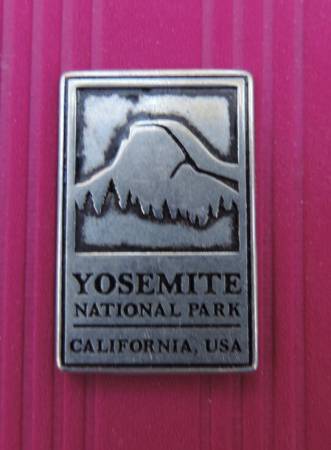 YOSEMITE
NATIONAL PARK
CALIFORNIA, USA